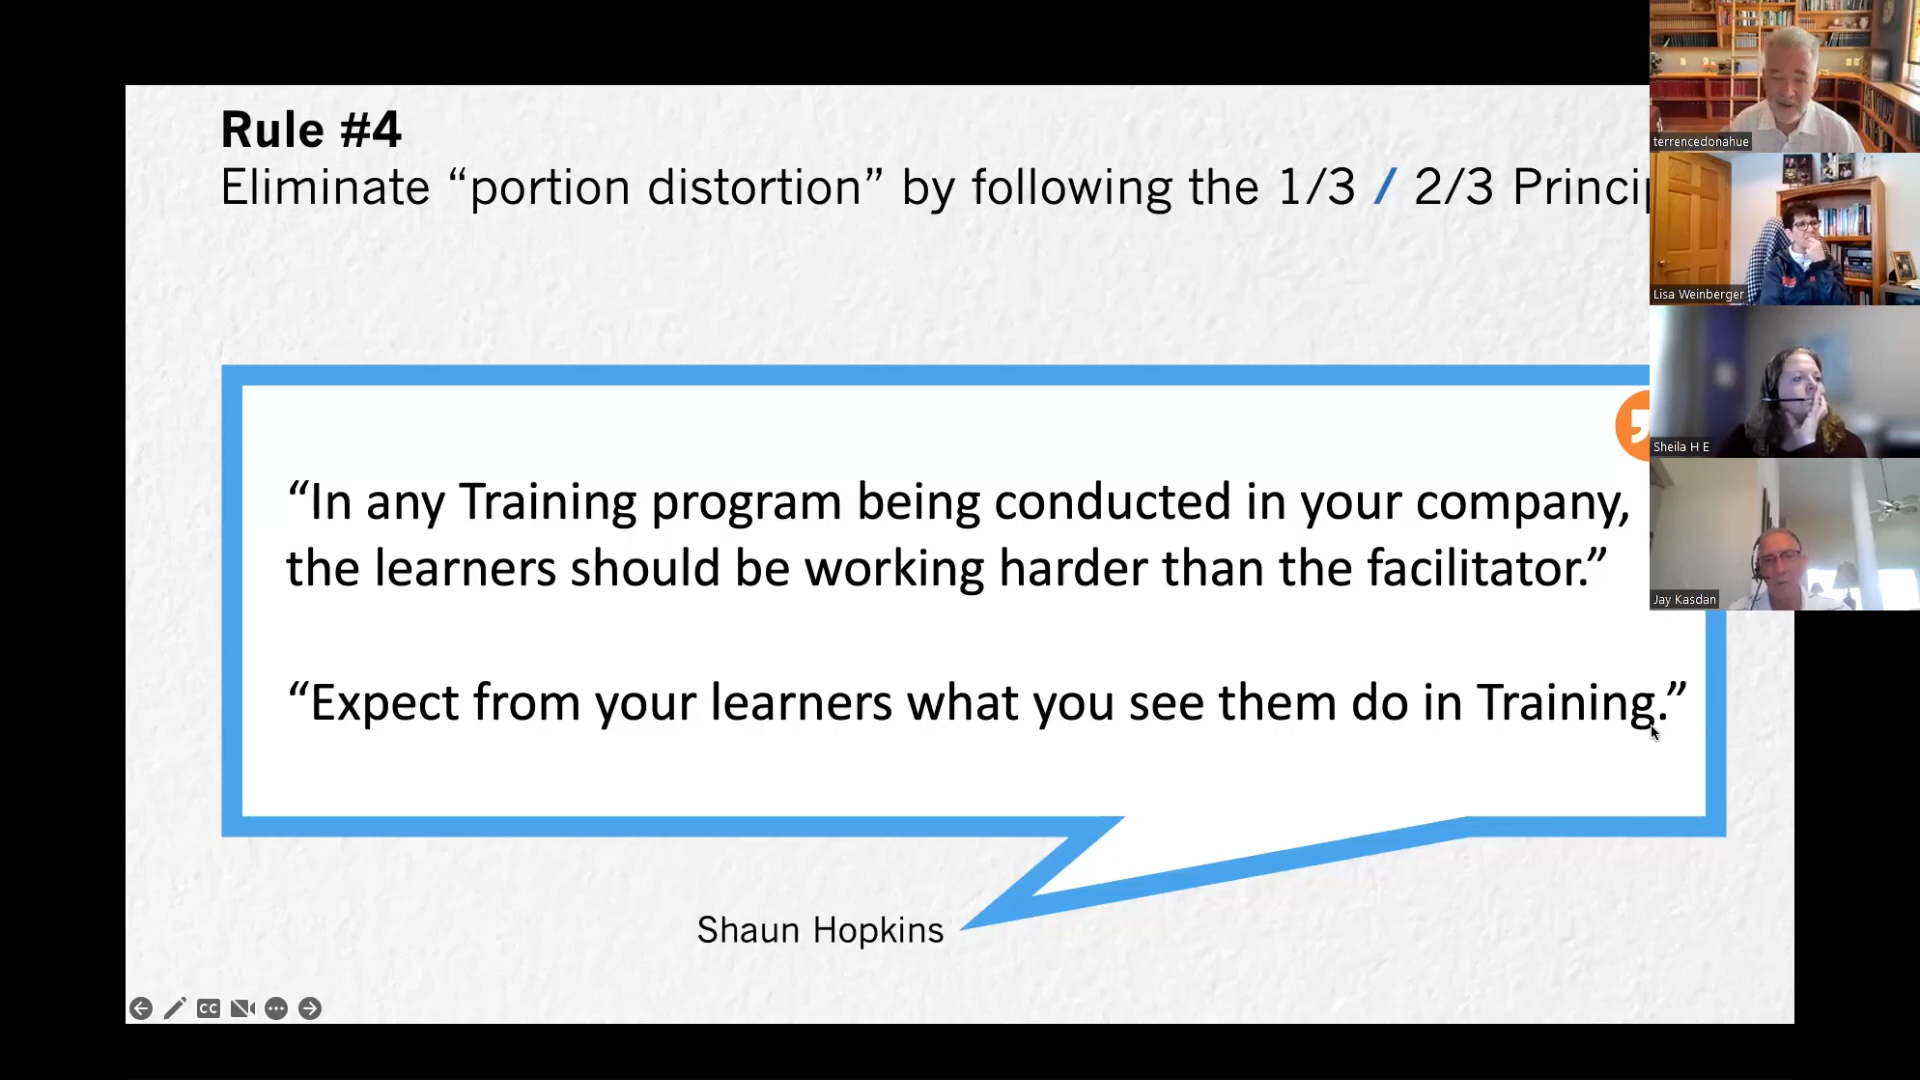 Rule #4
Eliminate “portion distortion” by following the 1/3 / 2/3
“In any Training program being conducted in your company,
the learners should be working harder than the facilitator.”
“Expect from your learners what you see them do in Training.”
Shaun Hopkins
CC
terrencedonahue
Lisa Weinberger
Sheila H E
Jay Kasdan